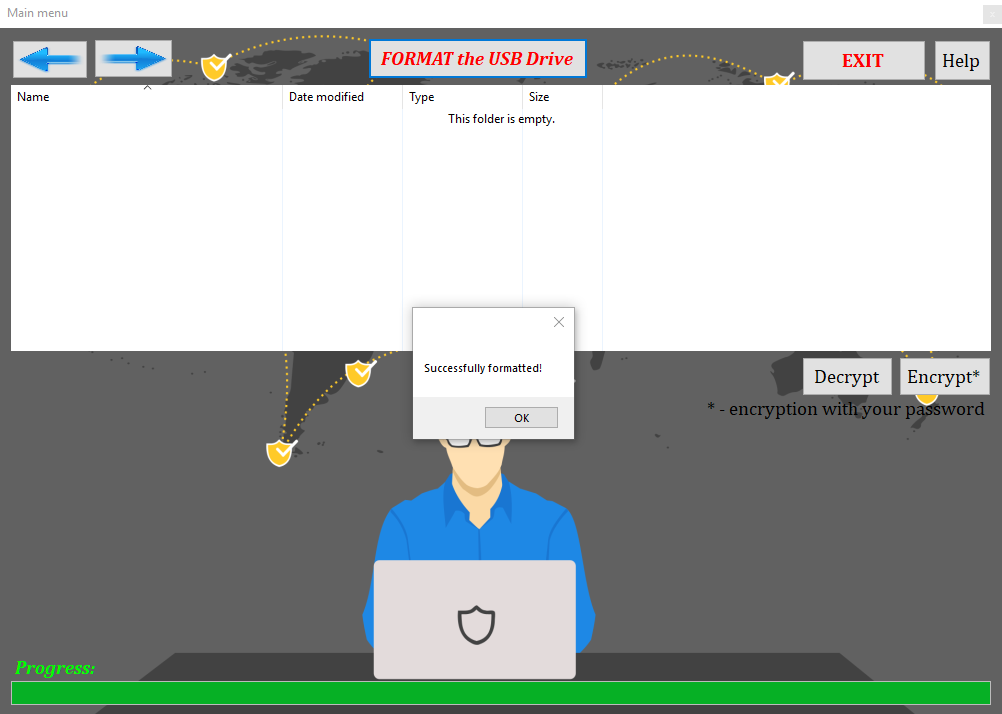 Main menu
FORMAT the USB Drive
EXIT
Help
Name
Date modified
Type
Size
This folder is empty.
Successfully formatted!
OK
Decrypt
Encrypt*
* - encryption with your password
Progress: